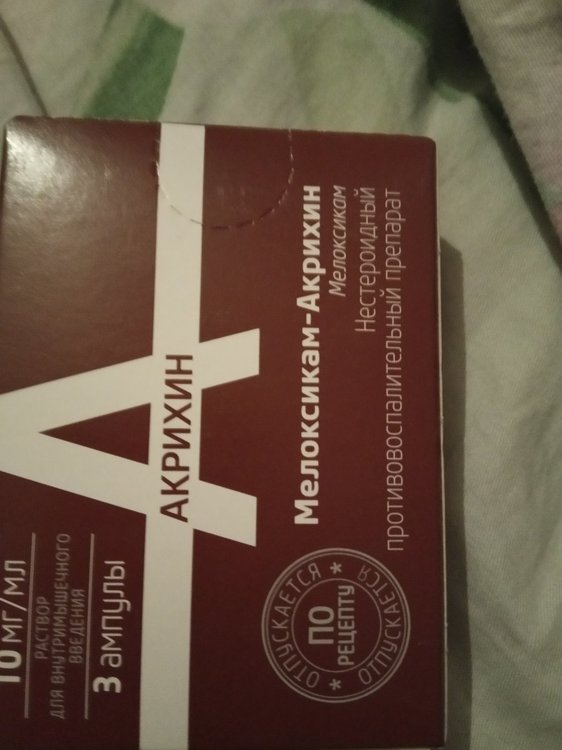 Мелоксикам-Акрихин
Мелоксикам
Нестероидный
противовоспалительный препарат
АКРИХИН
10 мг/мл
РАСТВОР
ДЛЯ ВНУТРИМЫШЕЧНОГО
ВВЕДЕНИЯ
3 ампулы
ОТПУСКАЕТСЯ
ПО
РЕЦЕПТУ
ОТПУСКАЕТСЯ